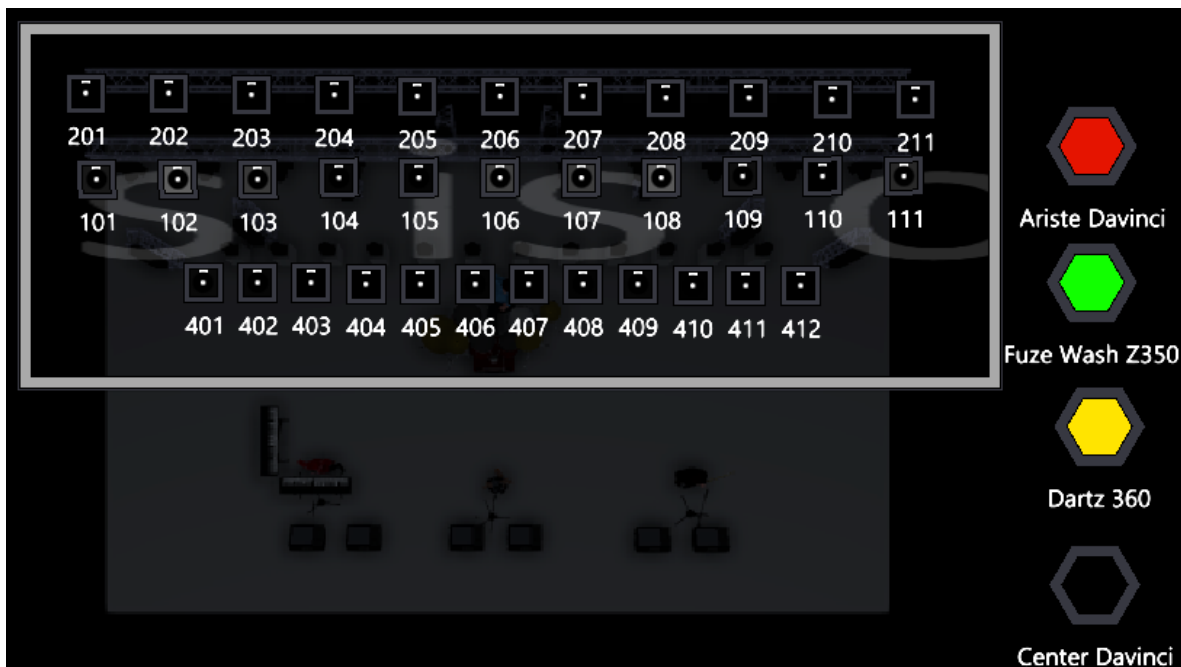 201 202 203 204 205 206 207 208 209 210 211
101 102 103 104 105 106 107 108 109 110 111
401 402 403 404 405 406 407 408 409 410 411 412
Ariste Davinci
Fuze Wash Z350
Dartz 360
Center Davinci